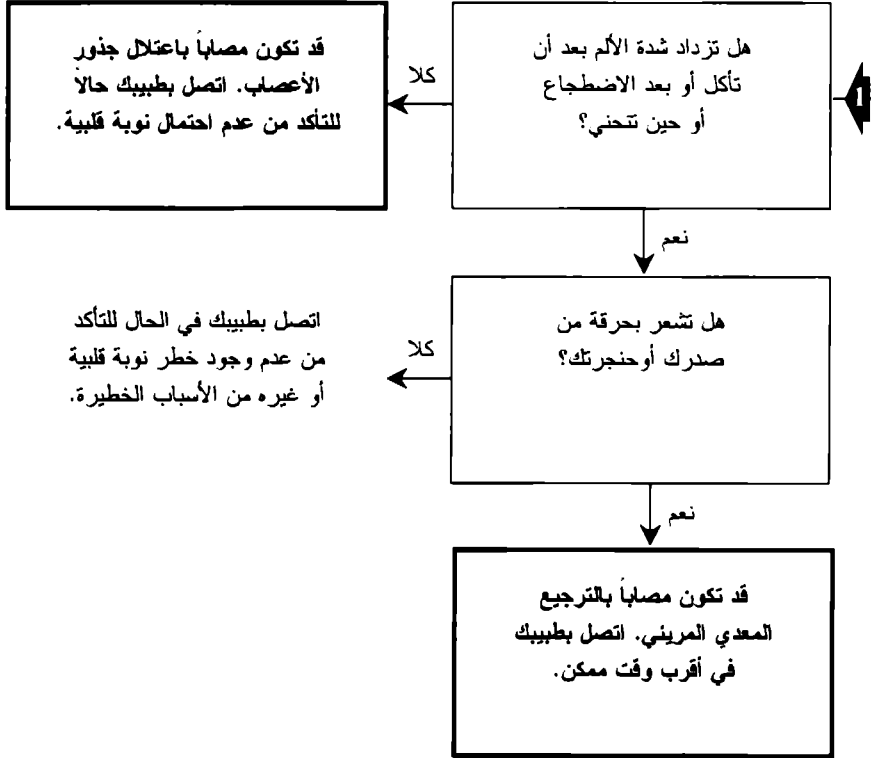 1
هل تزداد شدة الألم بعد أن
تأكل أو بعد الاضطجاع
أو حين تتحني؟
كلا
قد تكون مصاباً باعتلال جذور
الأعصاب. اتصل بطبيبك حالاً
للتأكد من عدم احتمال نوبة قلبية.
نعم
هل تشعر بحرقة من
صدرك أوحنجرتك؟
كلا
اتصل بطبيبك في الحال للتأكد
من عدم وجود خطر نوبة قلبية
أو غيره من الأسباب الخطيرة.
نعم
قد تكون مصاباً بالترجيع
المعدي المريني. اتصل بطبيبك
في أقرب وقت ممكن.